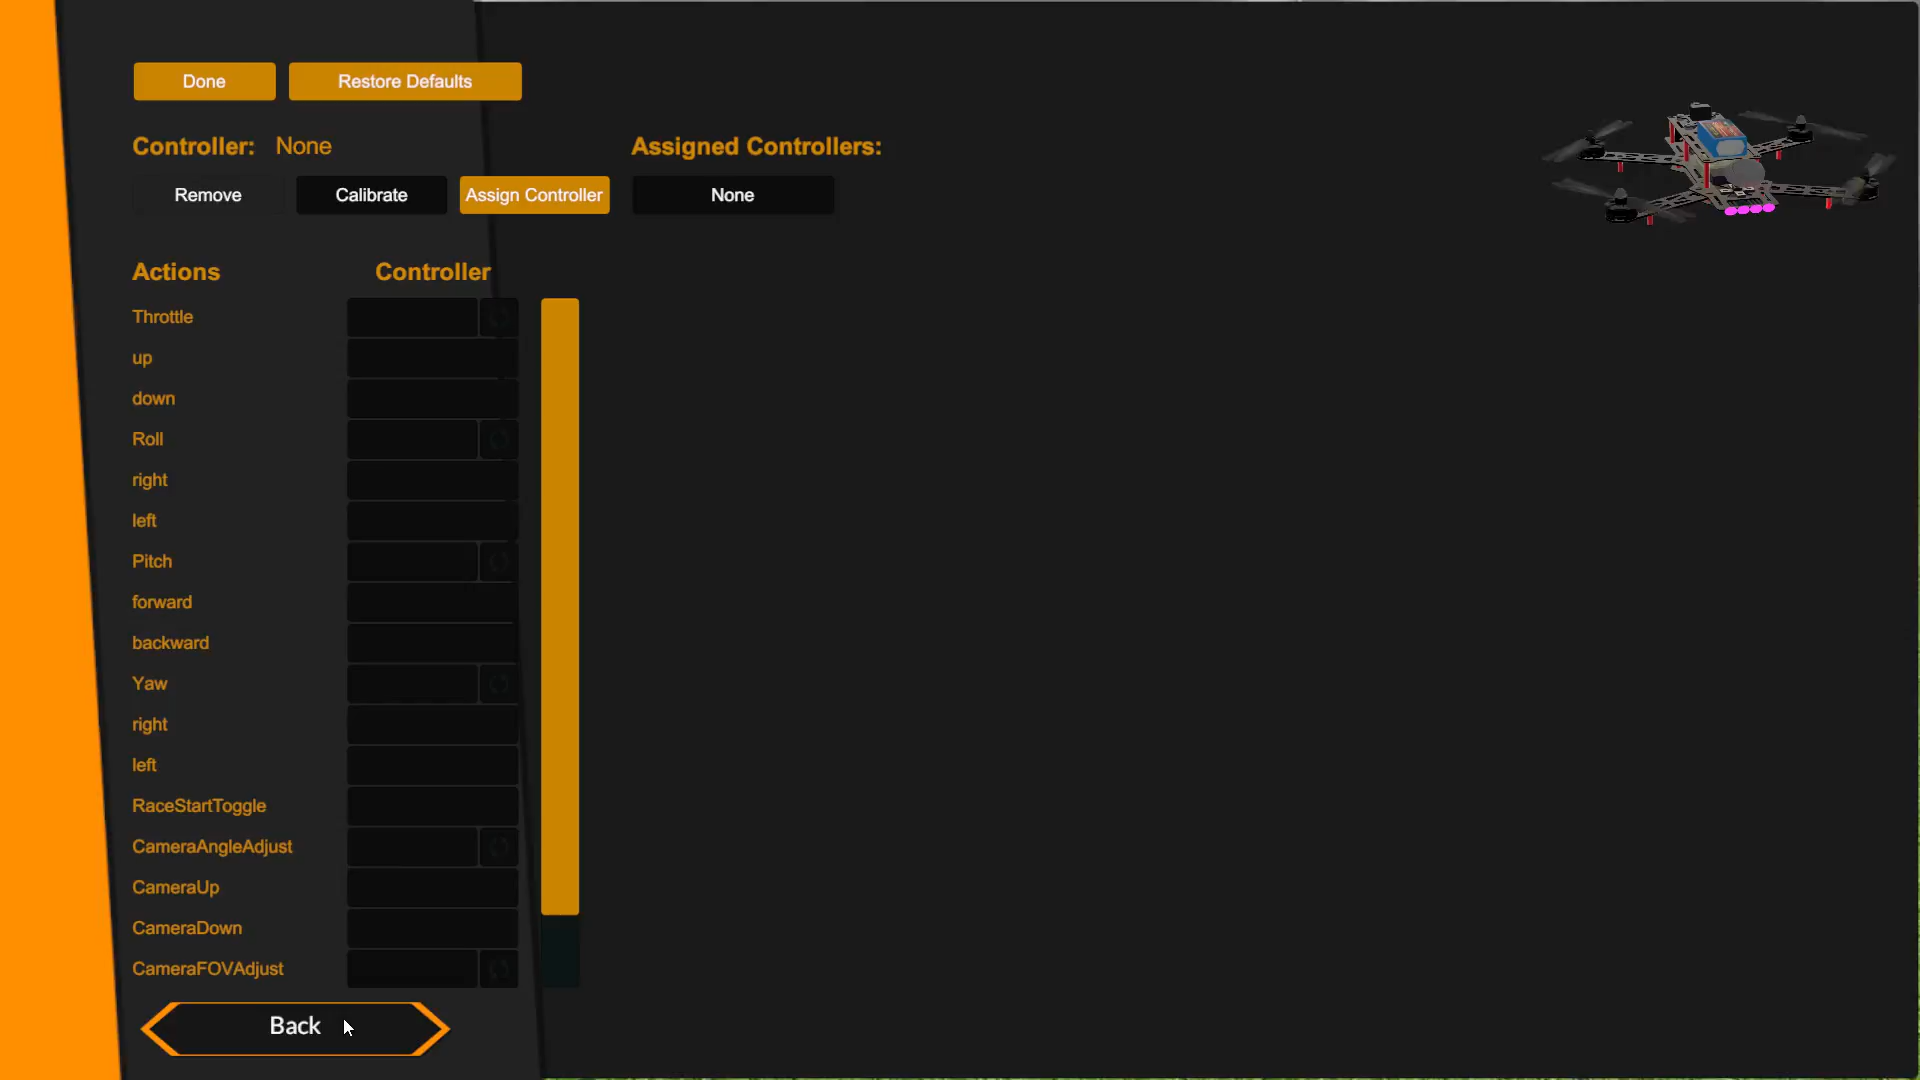 Done Restore Defaults
Controller: None Assigned Controllers:
Remove Calibrate Assign Controller None
Actions Controller
Throttle
up
down
Roll
right
left
Pitch
forward
backward
Yaw
right
left
RaceStartToggle
CameraAngleAdjust
CameraUp
CameraDown
CameraFOVAdjust
Back